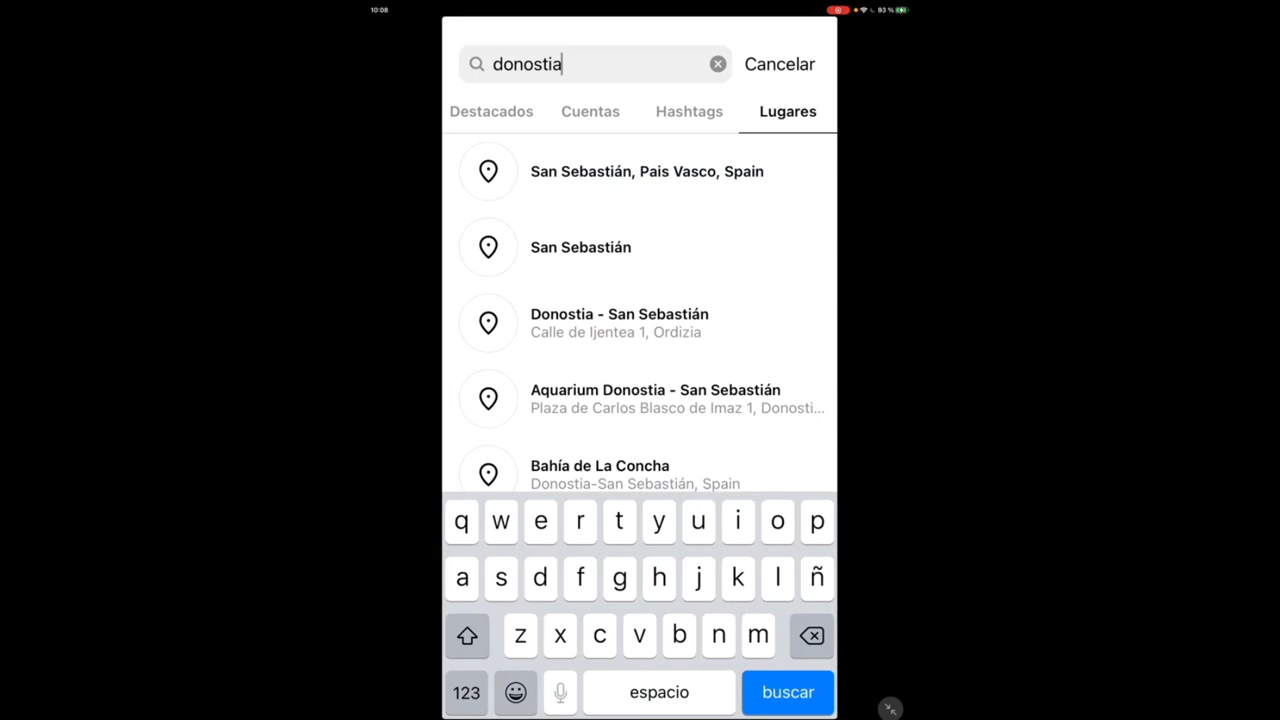 10:08
93 %
donostia
Cancelar
Destacados Cuentas Hashtags Lugares
San Sebastián, Pais Vasco, Spain
San Sebastián
Donostia - San Sebastián
Calle de Ijentea 1, Ordizia
Aquarium Donostia - San Sebastián
Plaza de Carlos Blasco de Imaz 1, Donosti...
Bahía de La Concha
Donostia-San Sebastián, Spain
q w e r t y u i o p
a s d f g h j k l ñ
z x c v b n m
123 espacio buscar